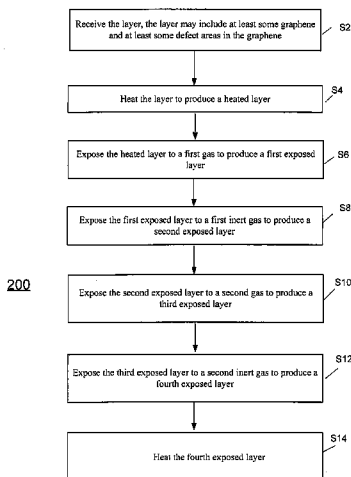 Receive the layer, the layer may include at least some graphene
and at least some defect areas in the graphene
S2
Heat the layer to produce a heated layer
S4
Expose the heated layer to a first gas to produce a first exposed
layer
S6
Expose the first exposed layer to a first inert gas to produce a
second exposed layer
S8
200
Expose the second exposed layer to a second gas to produce a
third exposed layer
S10
Expose the third exposed layer to a second inert gas to produce a
fourth exposed layer
S12
Heat the fourth exposed layer
S14